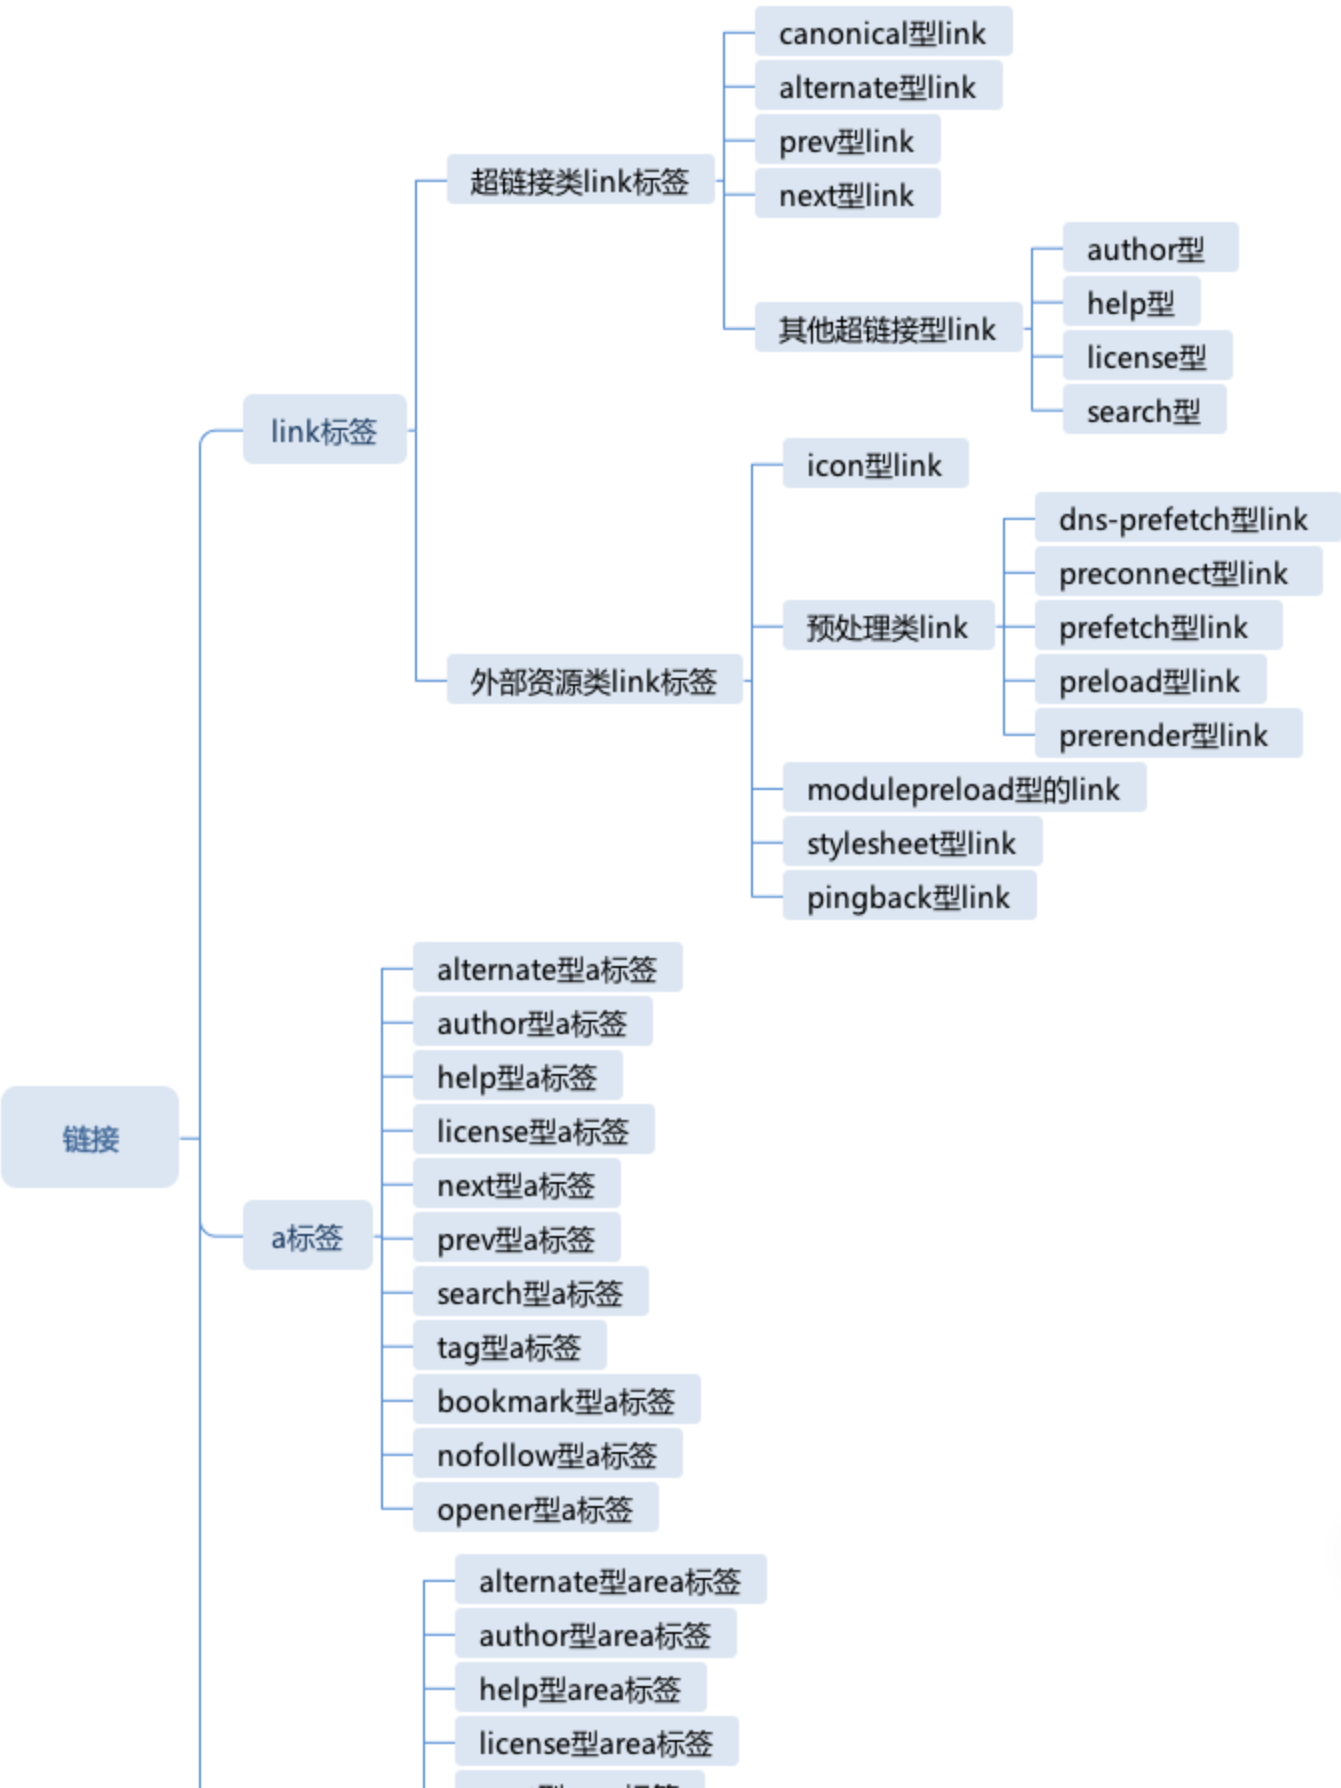 canonical型link
alternate型link
prev型link
超链接类link标签
next型link
author型
help型
其他超链接型link
license型
search型
link标签
icon型link
dns-prefetch型link
preconnect型link
预处理类link
prefetch型link
外部资源类link标签
preload型link
prerender型link
modulepreload型的link
stylesheet型link
pingback型link
alternate型a标签
author型a标签
help型a标签
license型a标签
链接
next型a标签
a标签
prev型a标签
search型a标签
tag型a标签
bookmark型a标签
nofollow型a标签
opener型a标签
alternate型area标签
author型area标签
help型area标签
license型area标签